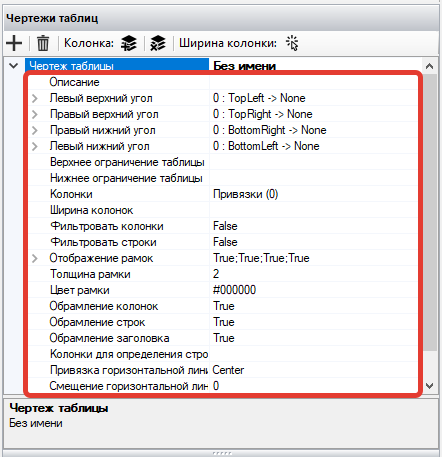 Чертежи таблиц
Колонка: Ширина колонки:
Чертеж таблицы Без имени
Описание
Левый верхний угол 0 : TopLeft -> None
Правый верхний угол 0 : TopRight -> None
Правый нижний угол 0 : BottomRight -> None
Левый нижний угол 0 : BottomLeft -> None
Верхнее ограничение таблицы
Нижнее ограничение таблицы
Колонки Привязки (0)
Ширина колонок
Фильтровать колонки False
Фильтровать строки False
Отображение рамок True;True;True;True
Толщина рамки 2
Цвет рамки #000000
Обрамление колонок True
Обрамление строк True
Обрамление заголовка True
Колонки для определения стро
Привязка горизонтальной лини Center
Смещение горизонтальной лин 0
Чертеж таблицы
Без имени